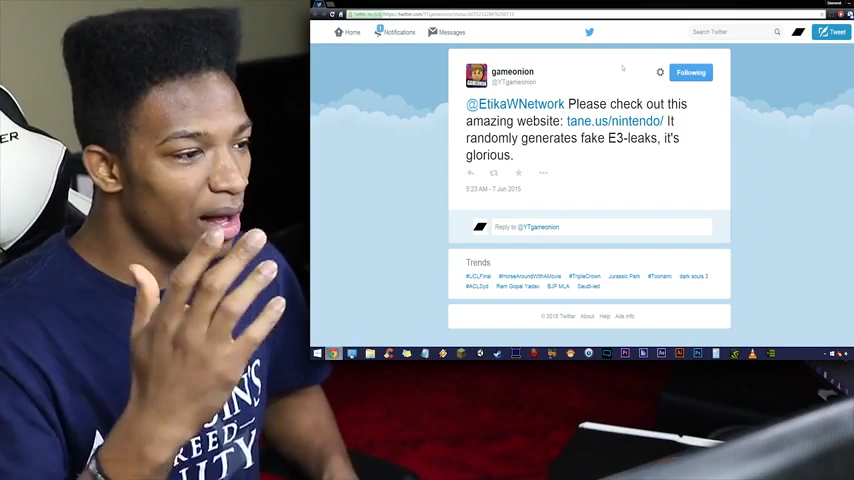 Home
Notifications
Messages
Search Twitter
Tweet
gameonion
@YTgameonion
Following
@EtikaWNetwork Please check out this
amazing website: tane.us/nintendo/ It
randomly generates fake E3-leaks, it's
glorious.
5:23 AM - 7 Jun 2015
Reply to @YTgameonion
Trends
#UCLFinal #HorseAroundWithAMovie #TripleCrown Jurassic Park #Toonami dark souls 3
#ACLSyd Ram Gopal Yadav BJP MLA Saudi-led
© 2015 Twitter About Help Ads info